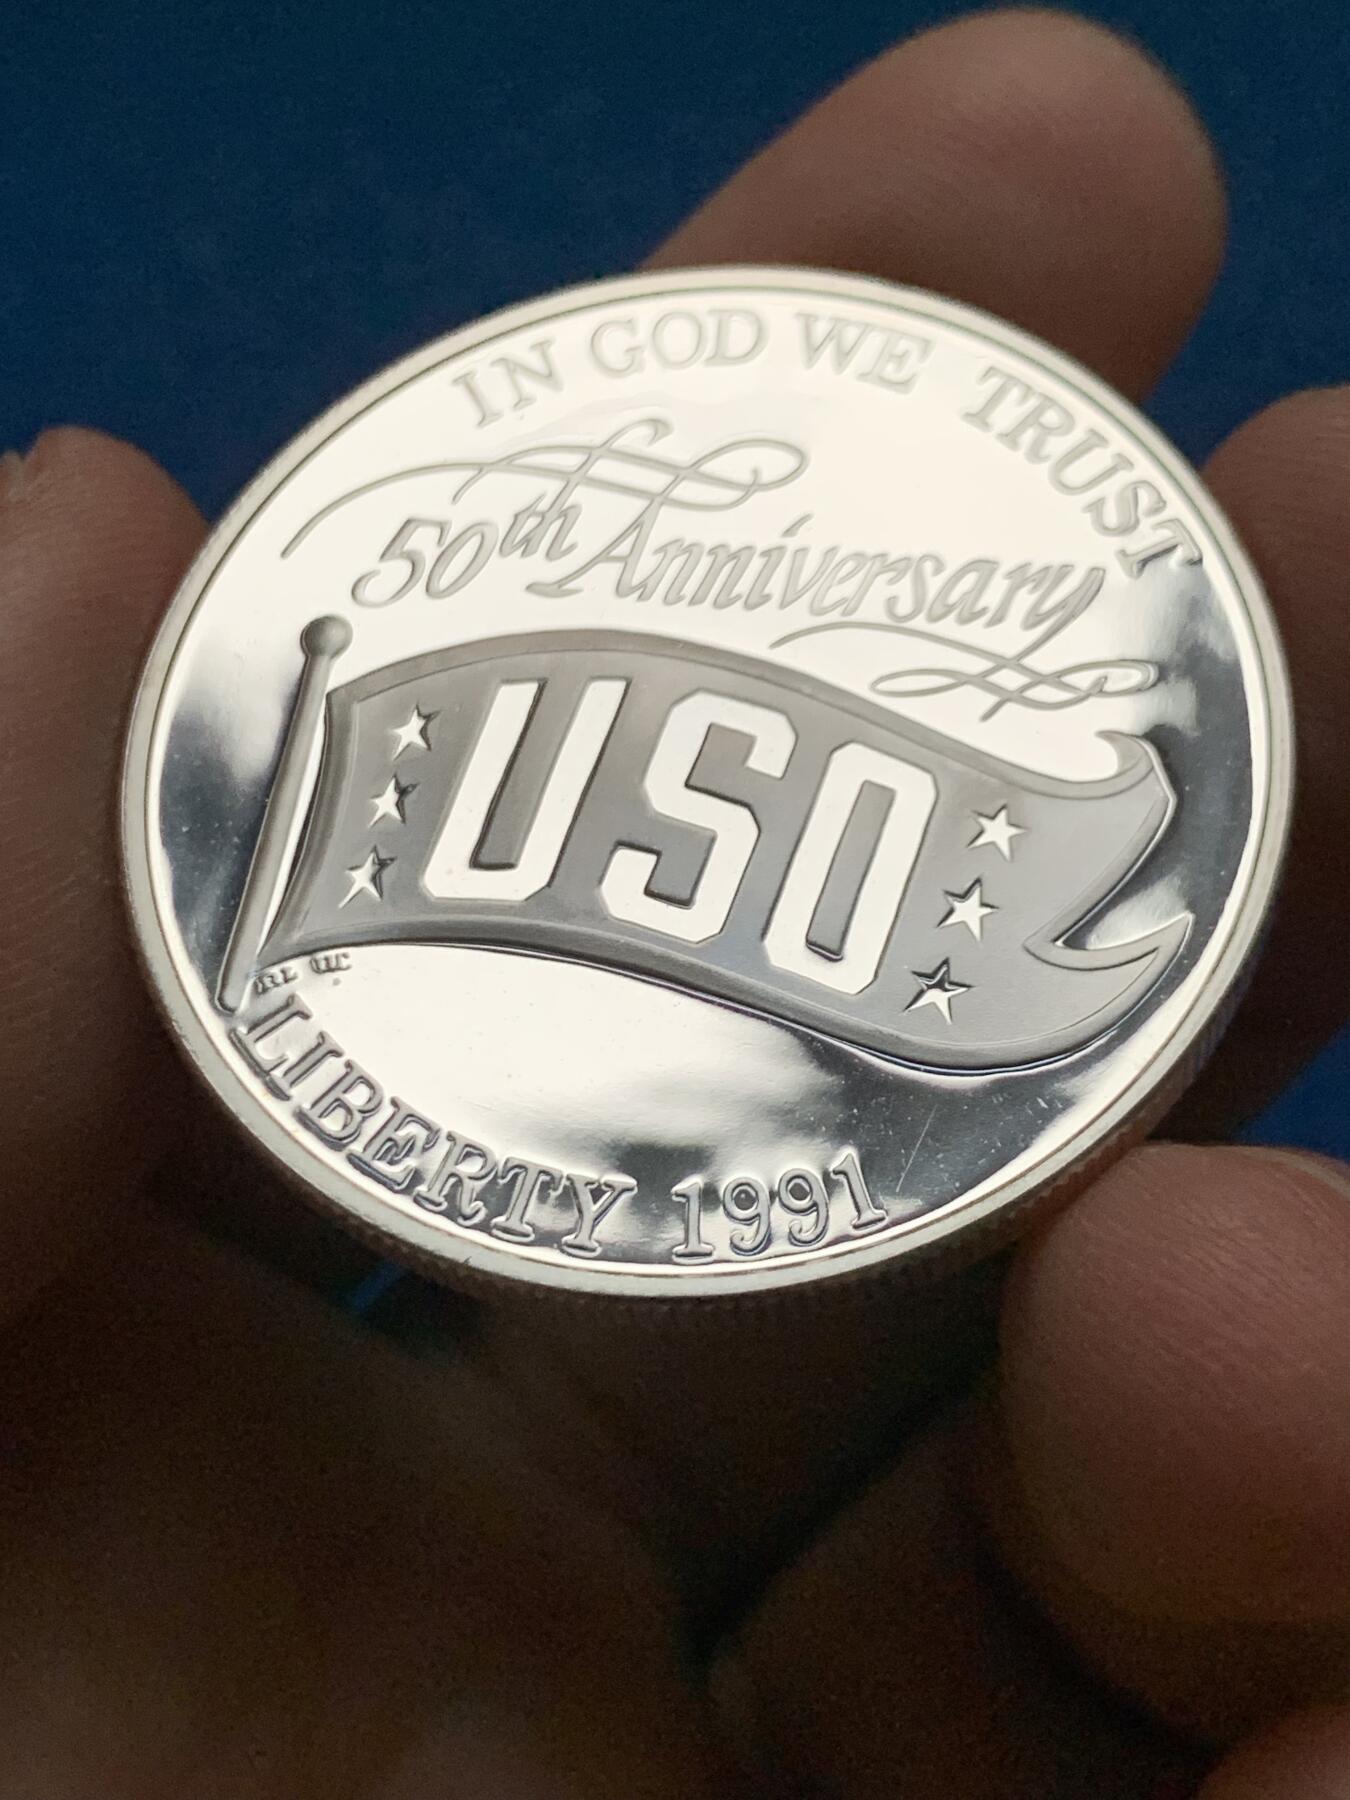 IN GOD WE TRUST
50th Anniversary
USO
LIBERTY 1991